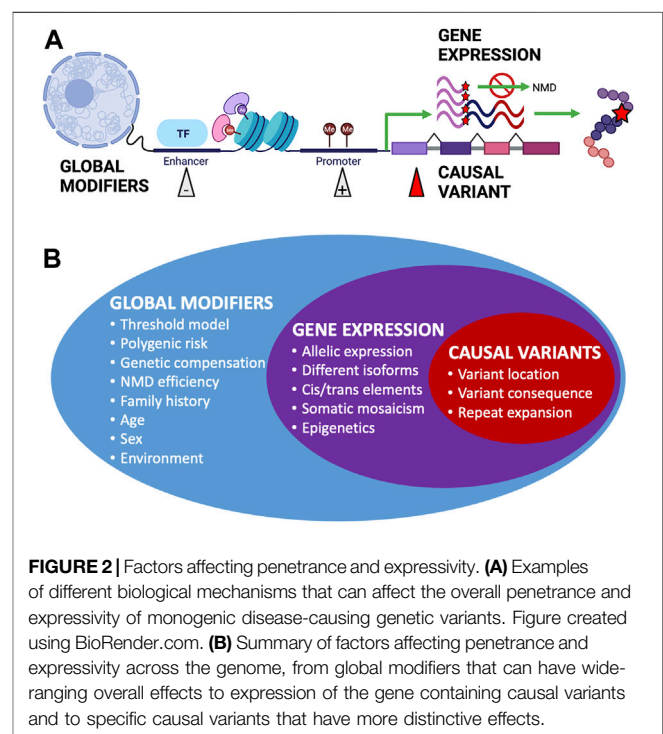 A
GENE
EXPRESSION
NMD
TF
Me
Me
Me Me
GLOBAL
MODIFIERS
Enhancer
Promoter
-
+
CAUSAL
VARIANT
B
GLOBAL MODIFIERS
• Threshold model
• Polygenic risk
• Genetic compensation
• NMD efficiency
• Family history
• Age
• Sex
• Environment
GENE EXPRESSION
• Allelic expression
• Different isoforms
• Cis/trans elements
• Somatic mosaicism
• Epigenetics
CAUSAL VARIANTS
• Variant location
• Variant consequence
• Repeat expansion
FIGURE 2 | Factors affecting penetrance and expressivity. (A) Examples
of different biological mechanisms that can affect the overall penetrance and
expressivity of monogenic disease-causing genetic variants. Figure created
using BioRender.com. (B) Summary of factors affecting penetrance and
expressivity across the genome, from global modifiers that can have wide-
ranging overall effects to expression of the gene containing causal variants
and to specific causal variants that have more distinctive effects.